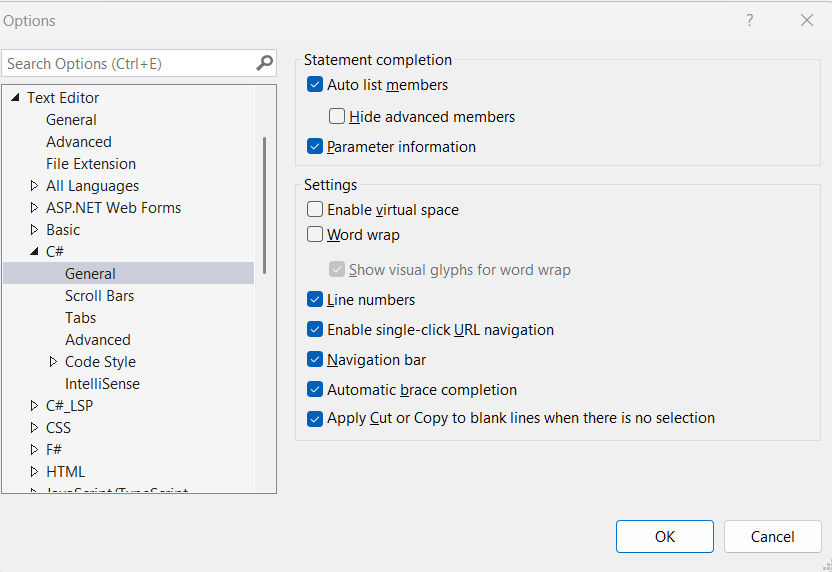 Options
?
Search Options (Ctrl+E)
Text Editor
General
Advanced
File Extension
All Languages
ASP.NET Web Forms
Basic
C#
General
Scroll Bars
Tabs
Advanced
Code Style
IntelliSense
C#_LSP
CSS
F#
HTML
JavaScript/TypeScript
Statement completion
Auto list members
Hide advanced members
Parameter information
Settings
Enable virtual space
Word wrap
Show visual glyphs for word wrap
Line numbers
Enable single-click URL navigation
Navigation bar
Automatic brace completion
Apply Cut or Copy to blank lines when there is no selection
OK
Cancel